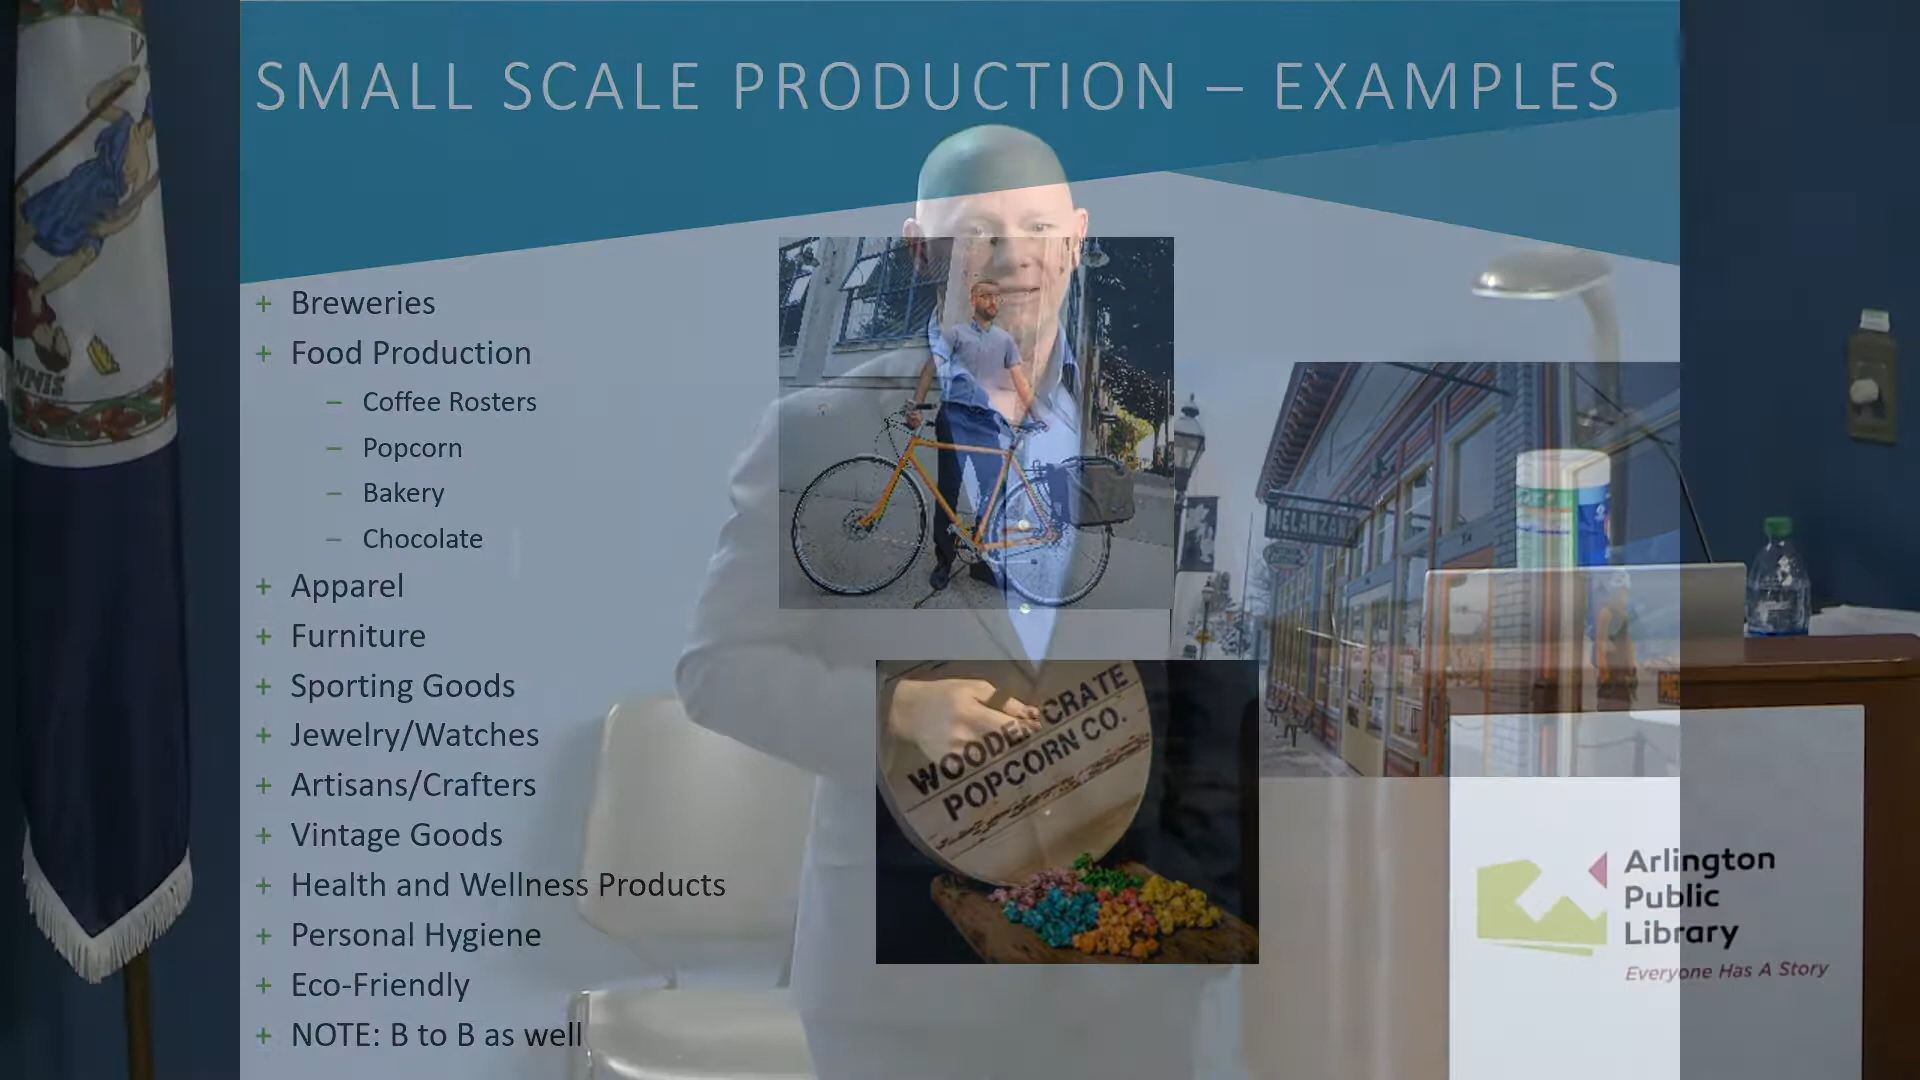 SMALL SCALE PRODUCTION – EXAMPLES
+ Breweries
+ Food Production
– Coffee Rosters
– Popcorn
– Bakery
– Chocolate
+ Apparel
+ Furniture
+ Sporting Goods
+ Jewelry/Watches
+ Artisans/Crafters
+ Vintage Goods
+ Health and Wellness Products
+ Personal Hygiene
+ Eco-Friendly
+ NOTE: B to B as well
MELANZANA
WOODEN CRATE
POPCORN CO.
Arlington
Public
Library
Everyone Has A Story